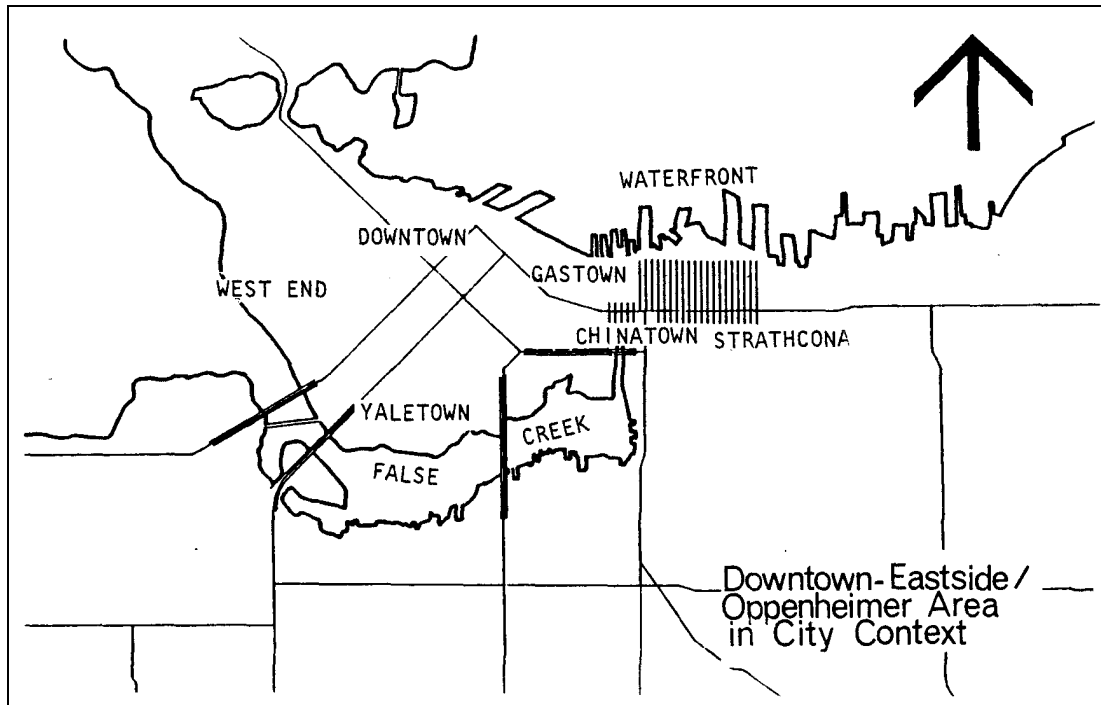 WATERFRONT
DOWNTOWN
GASTOWN
WEST END
CHINATOWN STRATHCONA
YALETOWN
CREEK
FALSE
Downtown-Eastside/
Oppenheimer Area
in City Context